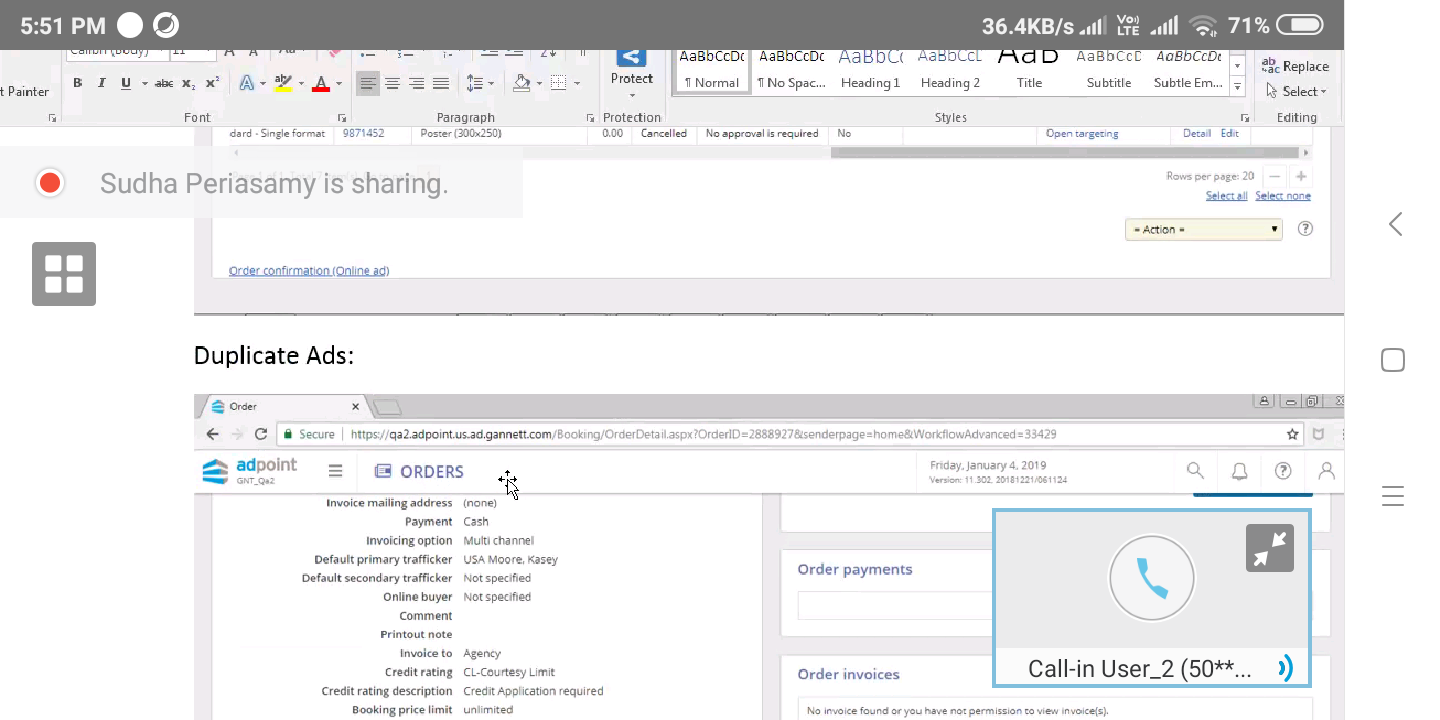 5:51 PM 36.4KB/s Vo) LTE 71%
Calibri (Body) 11
AaBbCcDc AaBbCcDc AaBbC( AaBbCcL AaB AaBbCcD AaBbCcDc
t Painter B I U abc X₂ X² A ab A Protect ¶ Normal ¶ No Spac... Heading 1 Heading 2 Title Subtitle Subtle Em... Replace
Select
Font Paragraph Protection Styles Editing
dard - Single format 9871452 Poster (300x250) 0.00 Cancelled No approval is required No Open targeting Detail Edit
Sudha Periasamy is sharing.
Rows per page: 20
Select all Select none
= Action =
Order confirmation (Online ad)
Duplicate Ads:
Order
Secure https://qa2.adpoint.us.ad.gannett.com/Booking/OrderDetail.aspx?OrderID=2888927&senderpage=home&WorkflowAdvanced=33429
adpoint
GNT_Qa2
ORDERS
Friday, January 4, 2019
Version: 11.302, 20181221/061124
Invoice mailing address (none)
Payment Cash
Invoicing option Multi channel
Default primary trafficker USA Moore, Kasey
Default secondary trafficker Not specified
Online buyer Not specified
Comment
Printout note
Invoice to Agency
Credit rating CL-Courtesy Limit
Credit rating description Credit Application required
Booking price limit unlimited
Order payments
Order invoices
No invoice found or you have not permission to view invoice(s).
Call-in User_2 (50**...